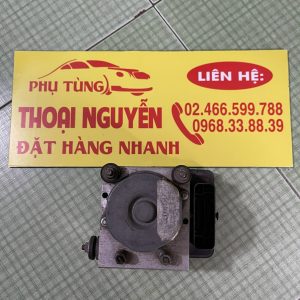 PHỤ TÙNG
THOẠI NGUYỄN
ĐẶT HÀNG NHANH
LIÊN HỆ:
02.466.599.788
0968.33.88.39